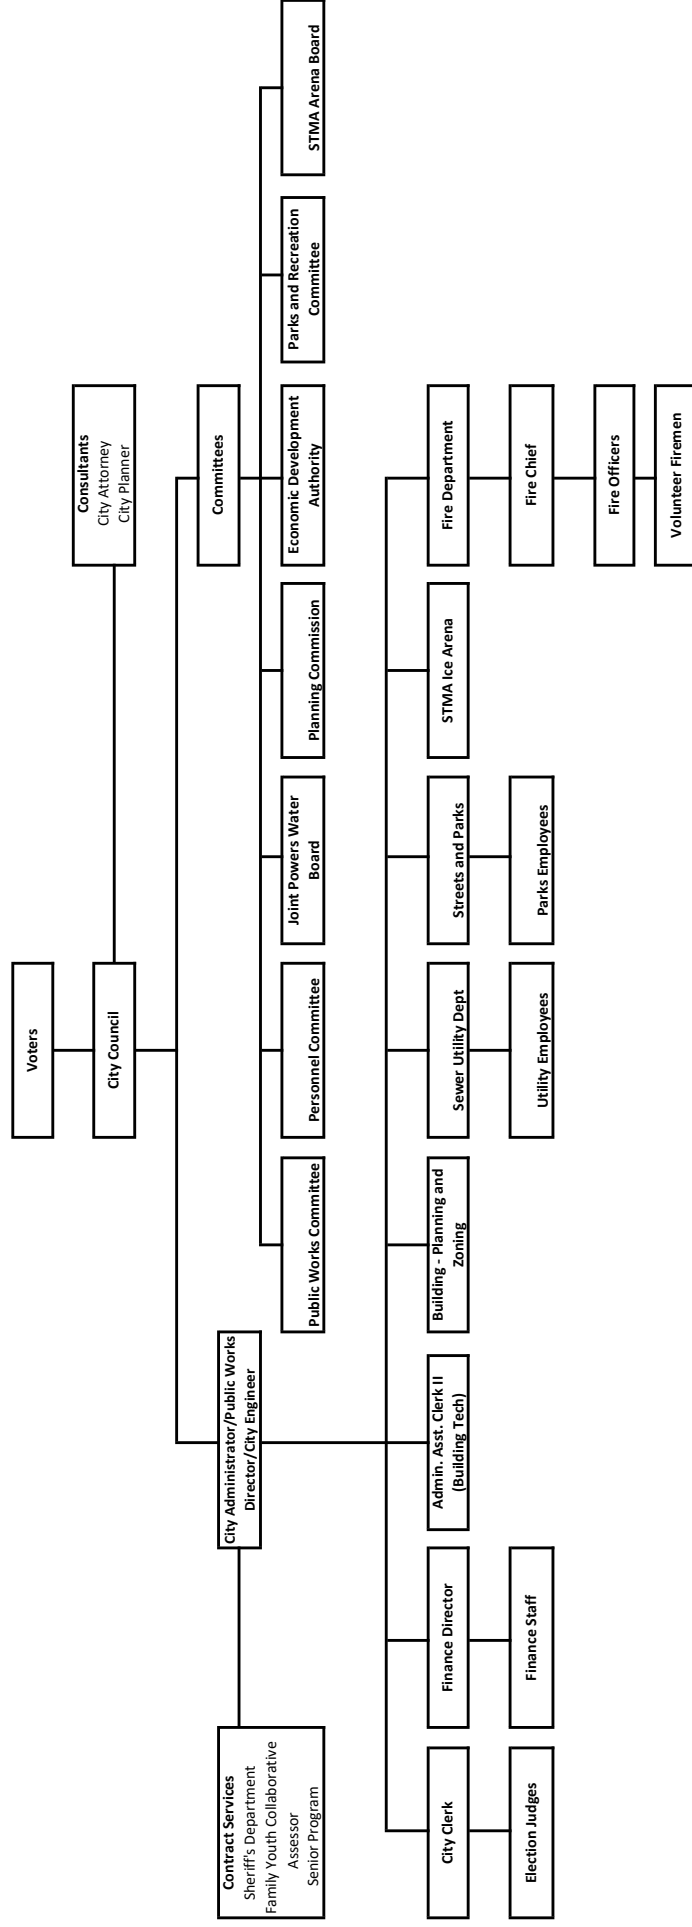 Voters
City Council
Consultants
City Attorney
City Planner
Contract Services
Sheriff's Department
Family Youth Collaborative
Assessor
Senior Program
City Administrator/Public Works
Director/City Engineer
Committees
Public Works Committee
Personnel Committee
Joint Powers Water
Board
Planning Commission
Economic Development
Authority
Parks and Recreation
Committee
STMA Arena Board
City Clerk
Finance Director
Admin. Asst. Clerk II
(Building Tech)
Building - Planning and
Zoning
Sewer Utility Dept
Streets and Parks
STMA Ice Arena
Fire Department
Election Judges
Finance Staff
Utility Employees
Parks Employees
Fire Chief
Fire Officers
Volunteer Firemen